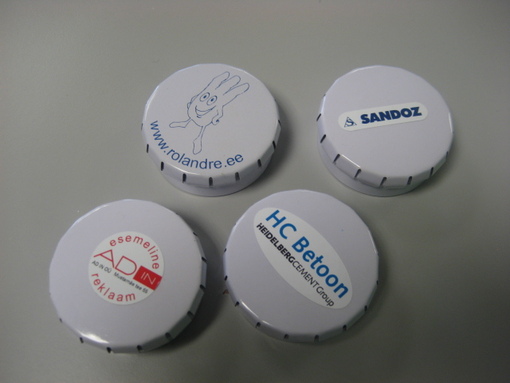 www.rolandre.ee
SANDOZ
esemeline
AD IN
reklaam
HC Betoon
HEIDELBERGCEMENT Group